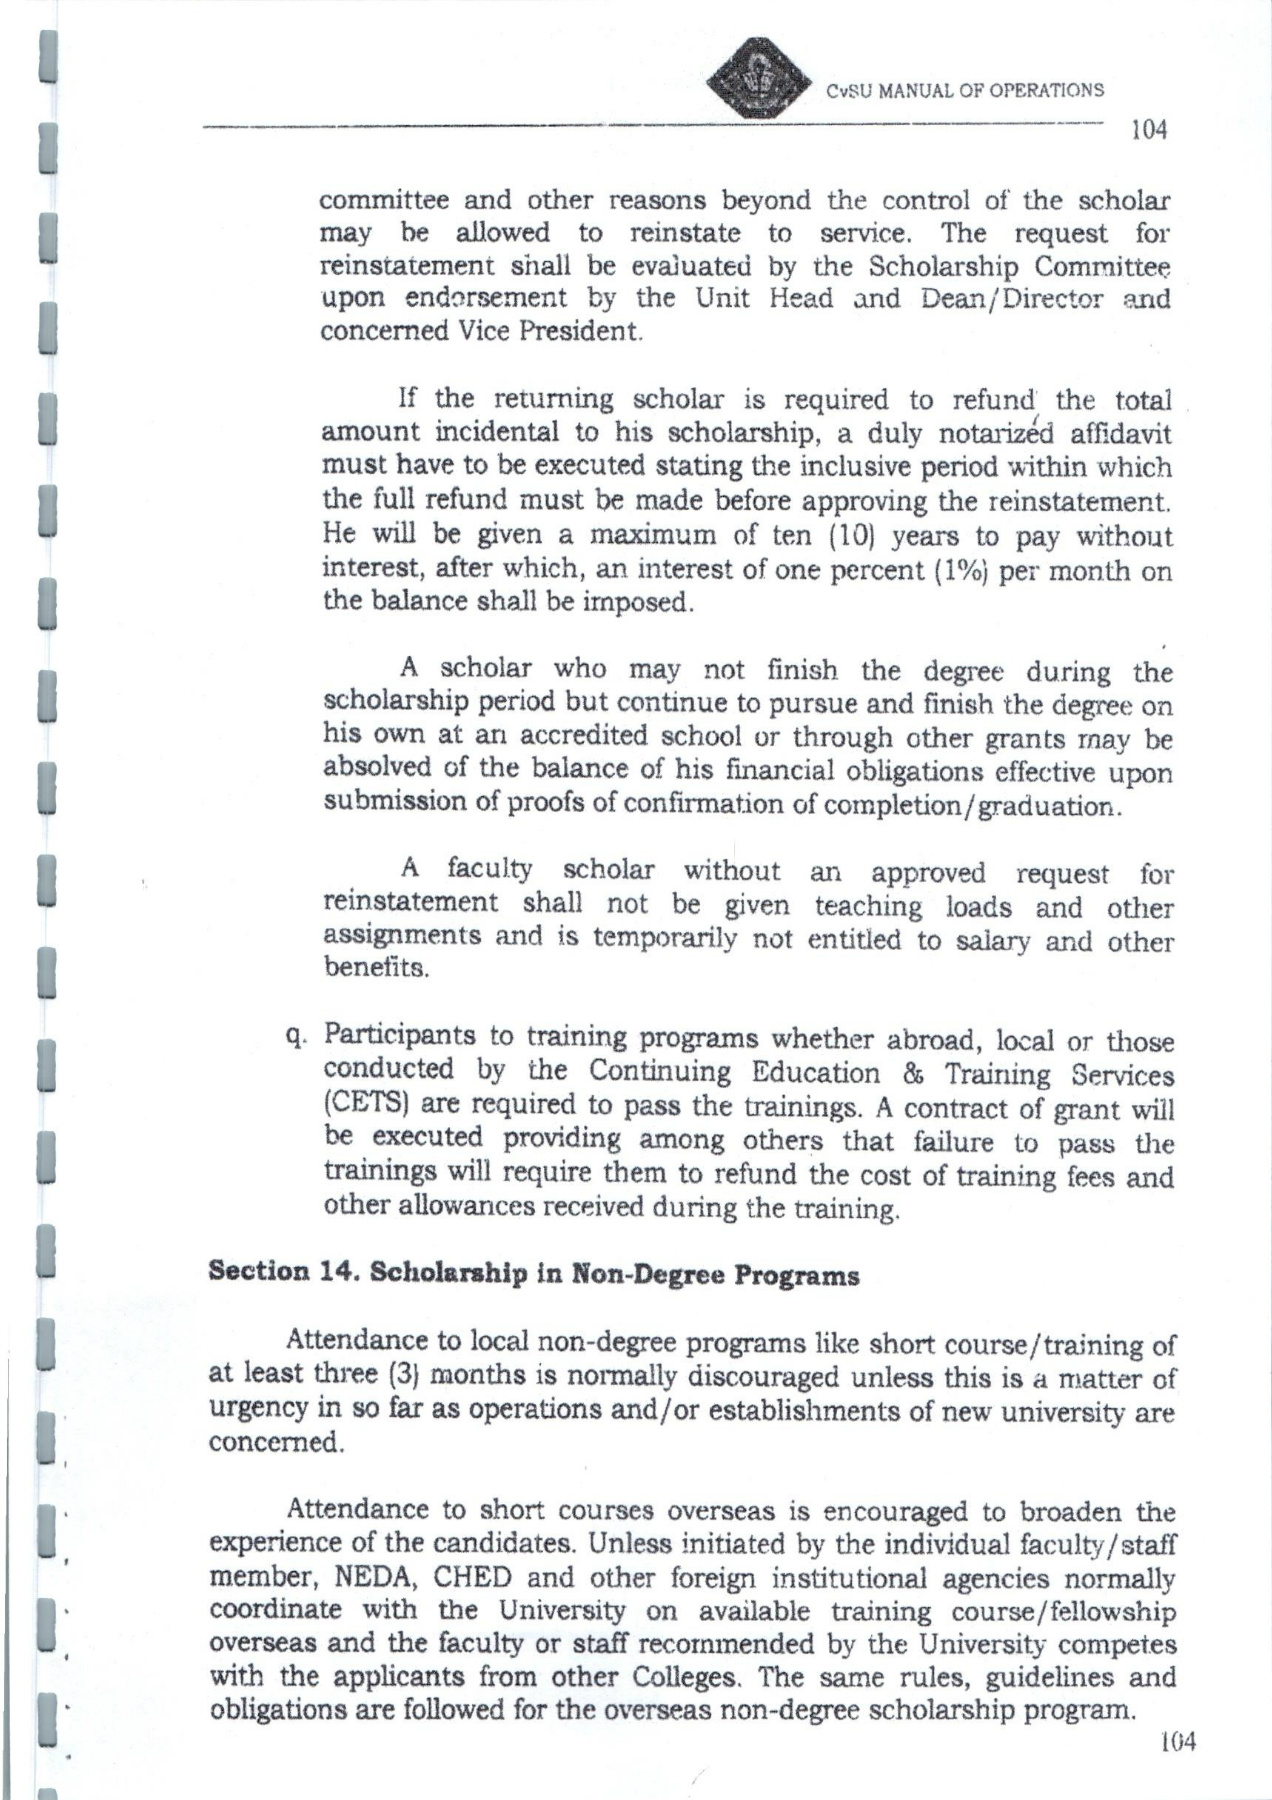 CvSU MANUAL OF OPERATIONS
104
committee and other reasons beyond the control of the scholar
may be allowed to reinstate to service. The request for
reinstatement shall be evaluated by the Scholarship Committee
upon endorsement by the Unit Head and Dean/Director and
concerned Vice President.
If the returning scholar is required to refund the total
amount incidental to his scholarship, a duly notarized affidavit
must have to be executed stating the inclusive period within which
the full refund must be made before approving the reinstatement.
He will be given a maximum of ten (10) years to pay without
interest, after which, an interest of one percent (1%) per month on
the balance shall be imposed.
A scholar who may not finish the degree during the
scholarship period but continue to pursue and finish the degree on
his own at an accredited school or through other grants may be
absolved of the balance of his financial obligations effective upon
submission of proofs of confirmation of completion/graduation.
A faculty scholar without an approved request for
reinstatement shall not be given teaching loads and other
assignments and is temporarily not entitled to salary and other
benefits.
q. Participants to training programs whether abroad, local or those
conducted by the Continuing Education & Training Services
(CETS) are required to pass the trainings. A contract of grant will
be executed providing among others that failure to pass the
trainings will require them to refund the cost of training fees and
other allowances received during the training.
Section 14. Scholarship in Non-Degree Programs
Attendance to local non-degree programs like short course/training of
at least three (3) months is normally discouraged unless this is a matter of
urgency in so far as operations and/or establishments of new university are
concerned.
Attendance to short courses overseas is encouraged to broaden the
experience of the candidates. Unless initiated by the individual faculty/staff
member, NEDA, CHED and other foreign institutional agencies normally
coordinate with the University on available training course/fellowship
overseas and the faculty or staff recommended by the University competes
with the applicants from other Colleges. The same rules, guidelines and
obligations are followed for the overseas non-degree scholarship program.
104